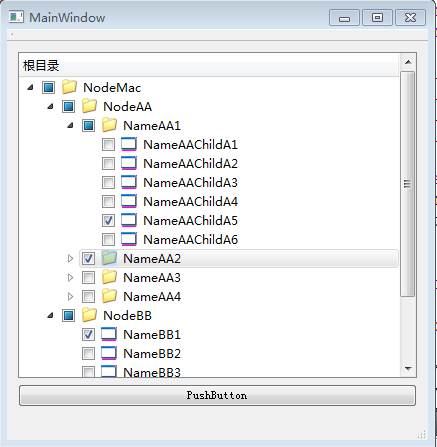 MainWindow
根目录
NodeMac
NodeAA
NameAA1
NameAAChildA1
NameAAChildA2
NameAAChildA3
NameAAChildA4
NameAAChildA5
NameAAChildA6
NameAA2
NameAA3
NameAA4
NodeBB
NameBB1
NameBB2
NameBB3
PushButton